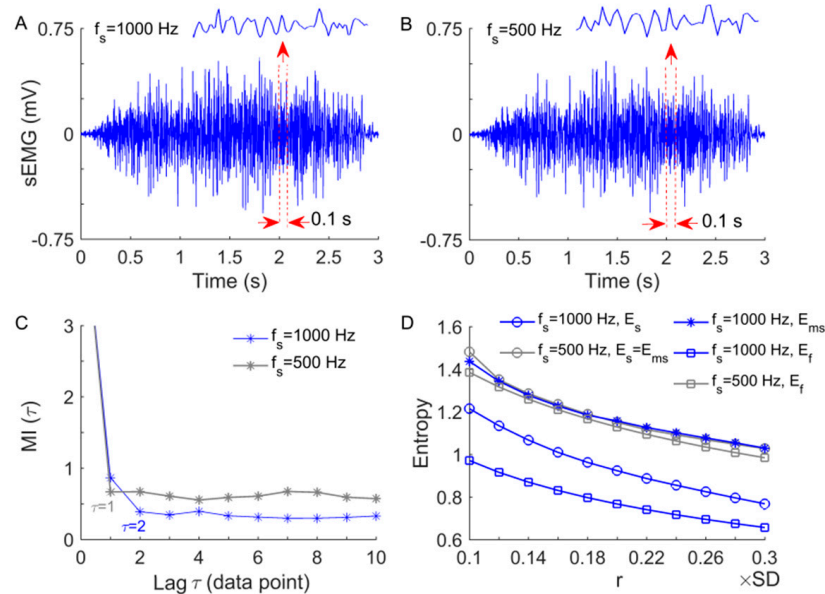 A
f_s=1000 Hz
0.75
0
-0.75
sEMG (mV)
0.1 s
0 0.5 1 1.5 2 2.5 3
Time (s)
B
f_s=500 Hz
0.75
0
-0.75
0.1 s
0 0.5 1 1.5 2 2.5 3
Time (s)
C
f_s=1000 Hz
f_s=500 Hz
3
2
1
0
MI (τ)
τ=1
τ=2
0 2 4 6 8 10
Lag τ (data point)
D
f_s=1000 Hz, E_s
f_s=500 Hz, E_s=E_ms
f_s=1000 Hz, E_ms
f_s=1000 Hz, E_f
f_s=500 Hz, E_f
1.6
1.4
1.2
1
0.8
0.6
Entropy
0.1 0.14 0.18 0.22 0.26 0.3
r
×SD